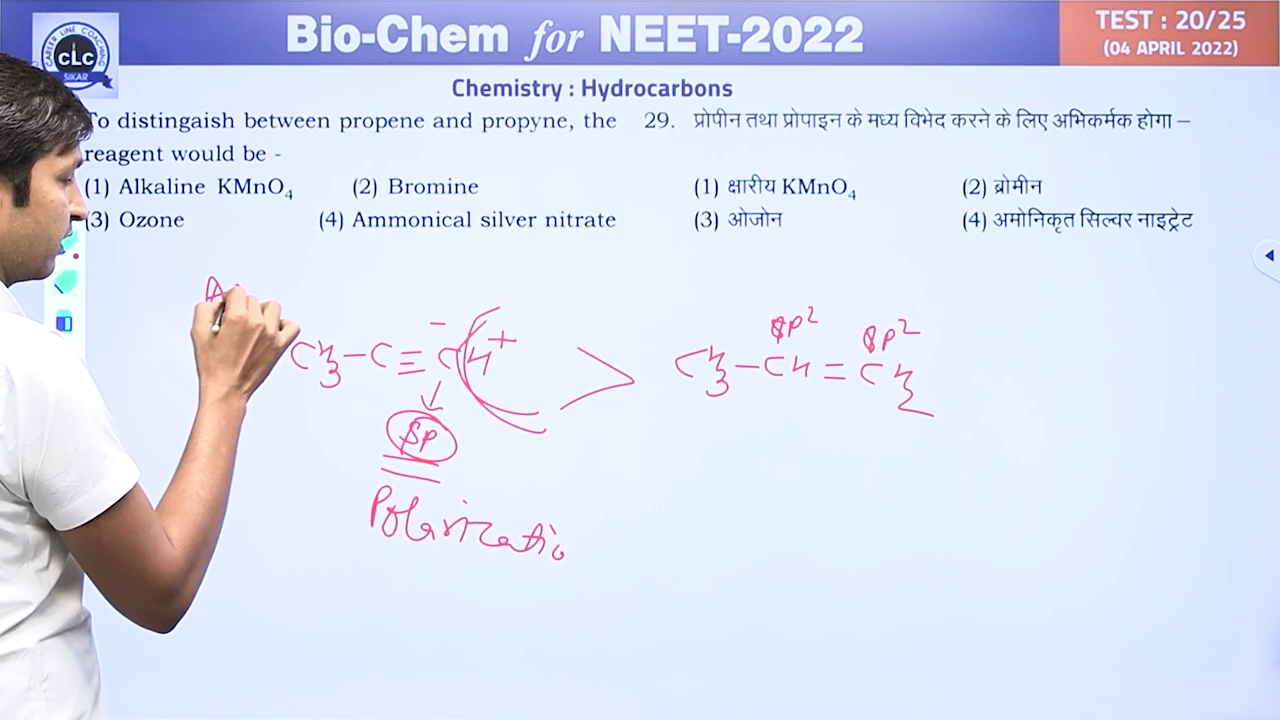 Bio-Chem for NEET-2022
TEST : 20/25
(04 APRIL 2022)
CAREER LINE COACHING
CLC
SIKAR
Chemistry : Hydrocarbons
To distingaish between propene and propyne, the
reagent would be -
(1) Alkaline KMnO₄ (2) Bromine
(3) Ozone (4) Ammonical silver nitrate
29. प्रोपीन तथा प्रोपाइन के मध्य विभेद करने के लिए अभिकर्मक होगा –
(1) क्षारीय KMnO₄ (2) ब्रोमीन
(3) ओजोन (4) अमोनिकृत सिल्वर नाइट्रेट
A
CH₃-C≡C⁻H⁺ > CH₃-CH=CH₂
sp² sp²
sp
Polarizatio